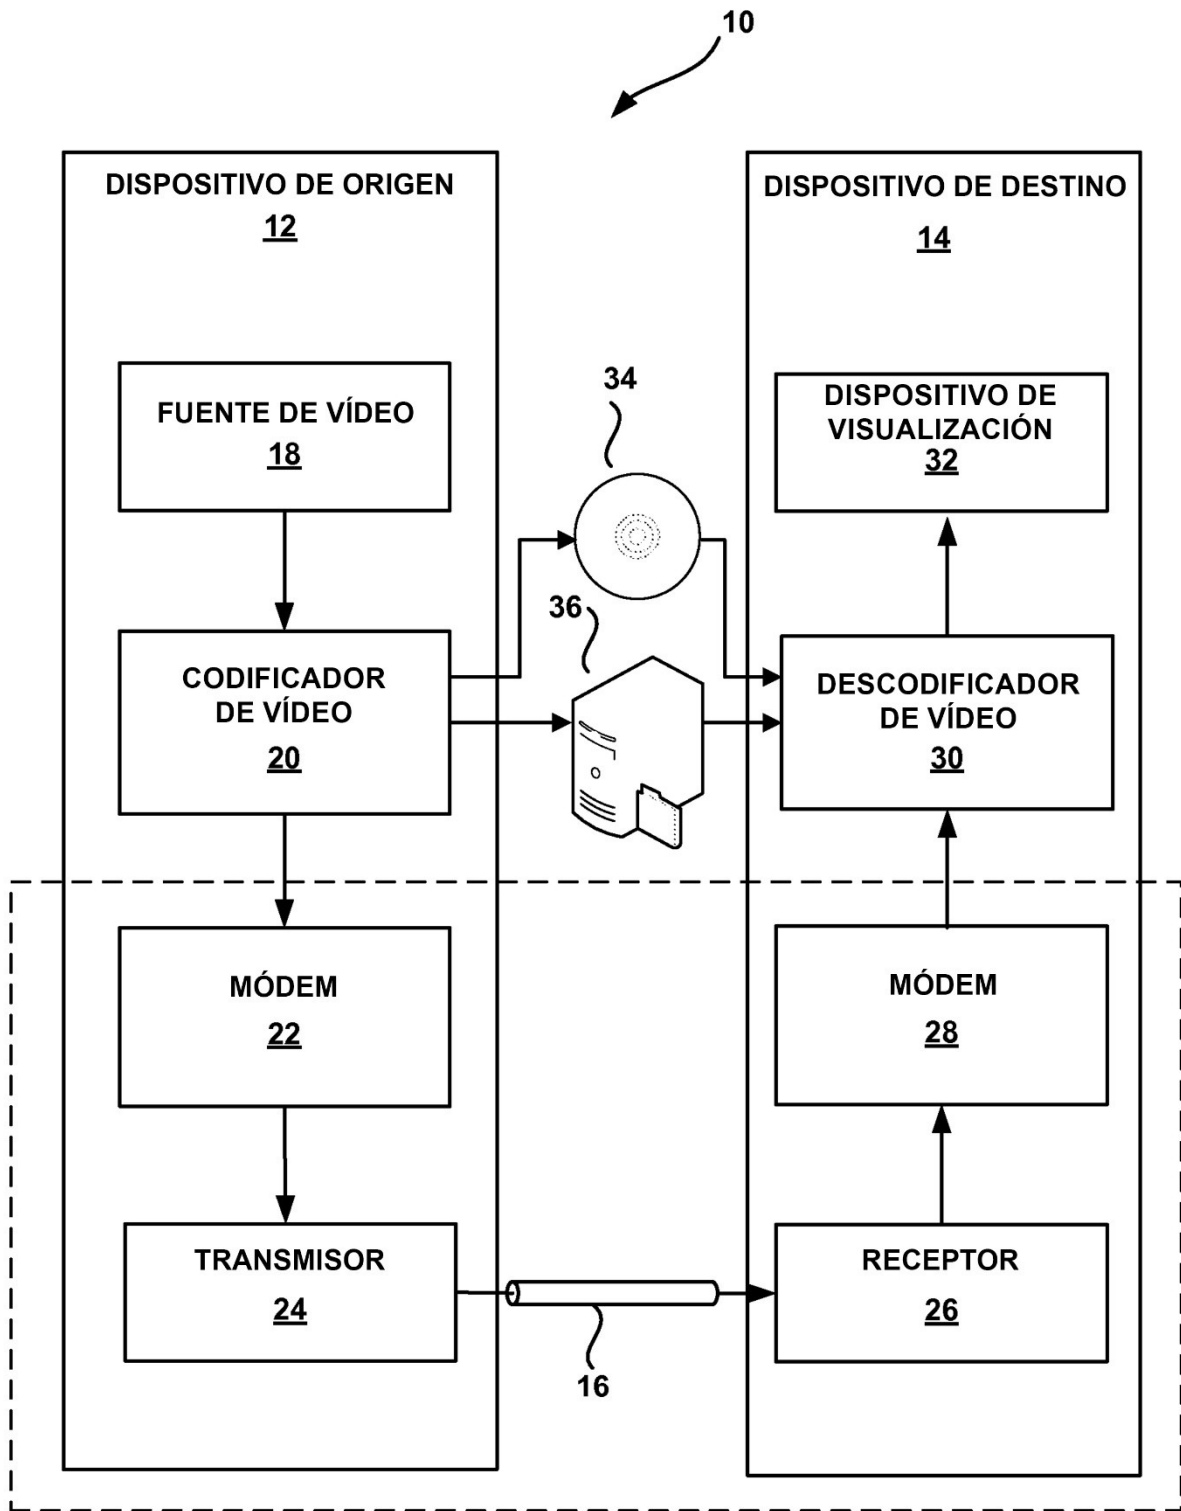 10
DISPOSITIVO DE ORIGEN
12
FUENTE DE VÍDEO
18
CODIFICADOR
DE VÍDEO
20
MÓDEM
22
TRANSMISOR
24
34
36
16
DISPOSITIVO DE DESTINO
14
DISPOSITIVO DE
VISUALIZACIÓN
32
DESCODIFICADOR
DE VÍDEO
30
MÓDEM
28
RECEPTOR
26